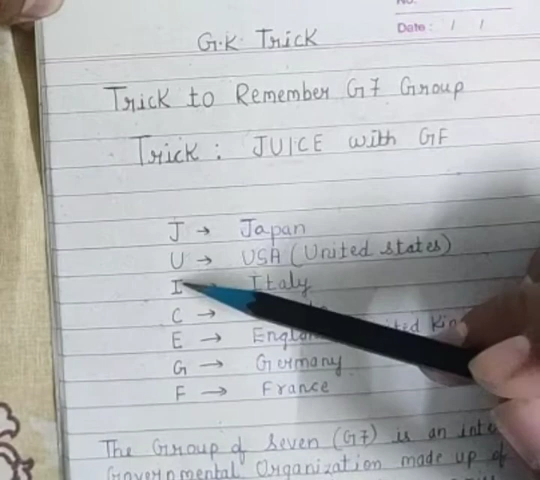 No.
Date: / /
G.K. Trick
Trick to Remember G7 Group
Trick: JUICE with GF
J → Japan
U → USA (United states)
I Italy
C →
E →
G → Germany
F → France
The Group of Seven (G7) is an
Governmental Organization made up of